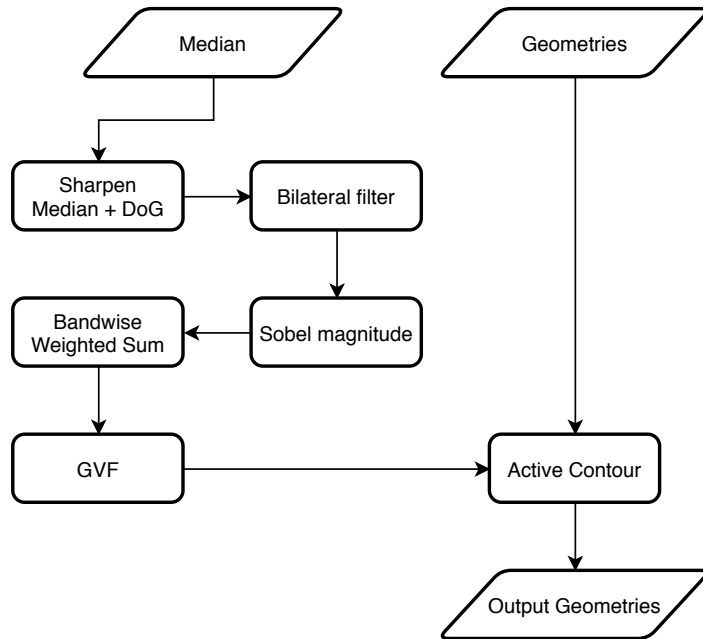 Median
Geometries
Sharpen
Median + DoG
Bilateral filter
Bandwise
Weighted Sum
Sobel magnitude
GVF
Active Contour
Output Geometries